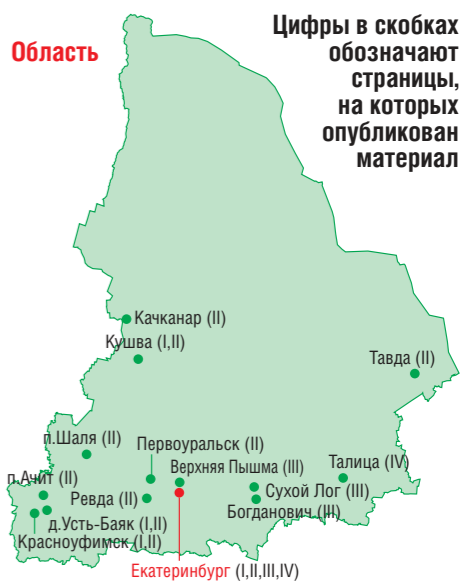 Область
Цифры в скобках
обозначают
страницы,
на которых
опубликован
материал
Качканар (II)
Кушва (I,II)
Тавда (II)
п.Шаля (II)
Первоуральск (II)
Верхняя Пышма (III)
Талица (IV)
п.Ачит (II)
Ревда (II)
Сухой Лог (III)
Богданович (III)
д.Усть-Баяк (I,II)
Красноуфимск (I,II)
Екатеринбург (I,II,III,IV)